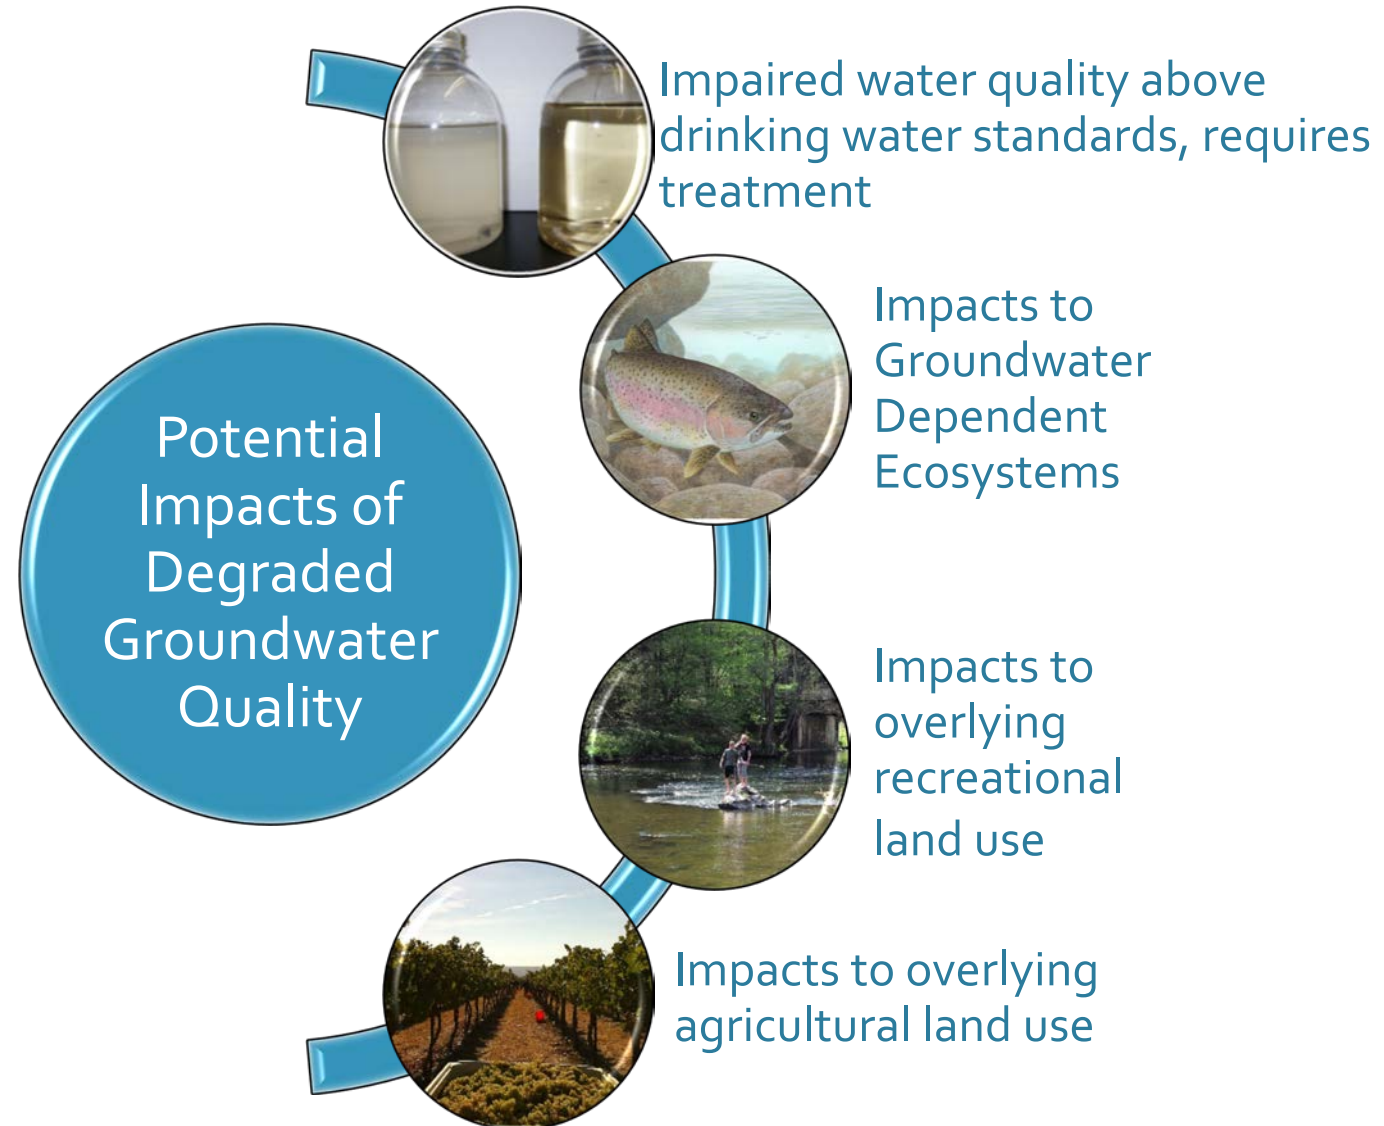 Impaired water quality above
drinking water standards, requires
treatment
Impacts to
Groundwater
Dependent
Ecosystems
Potential
Impacts of
Degraded
Groundwater
Quality
Impacts to
overlying
recreational
land use
Impacts to overlying
agricultural land use